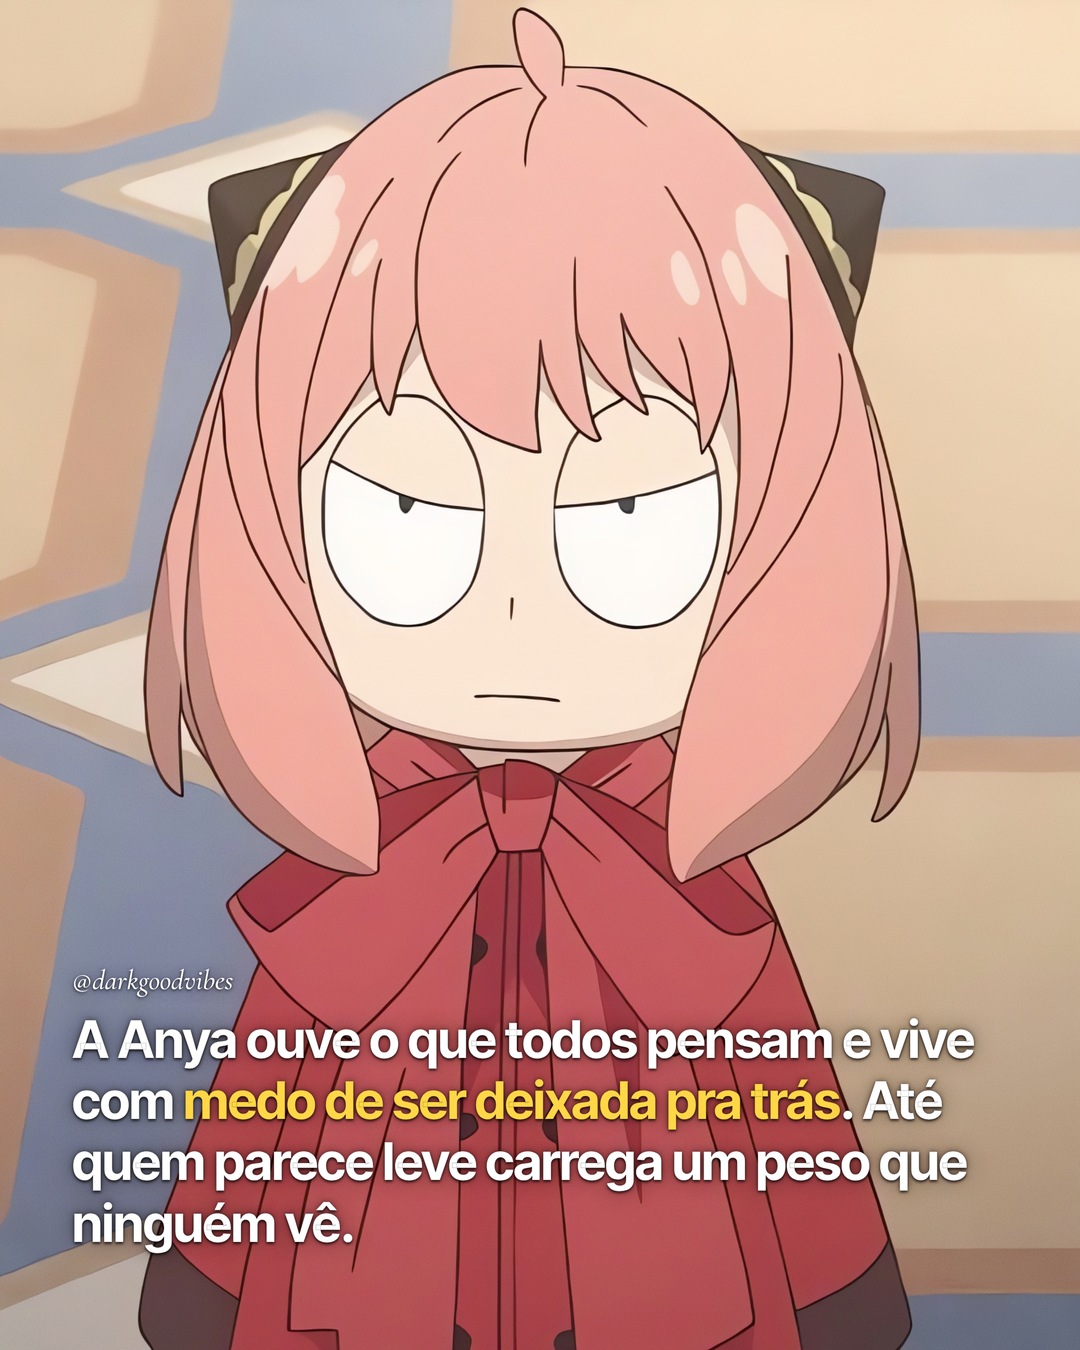 @darkgoodvibes
A Anya ouve o que todos pensam e vive
com medo de ser deixada pra trás. Até
quem parece leve carrega um peso que
ninguém vê.